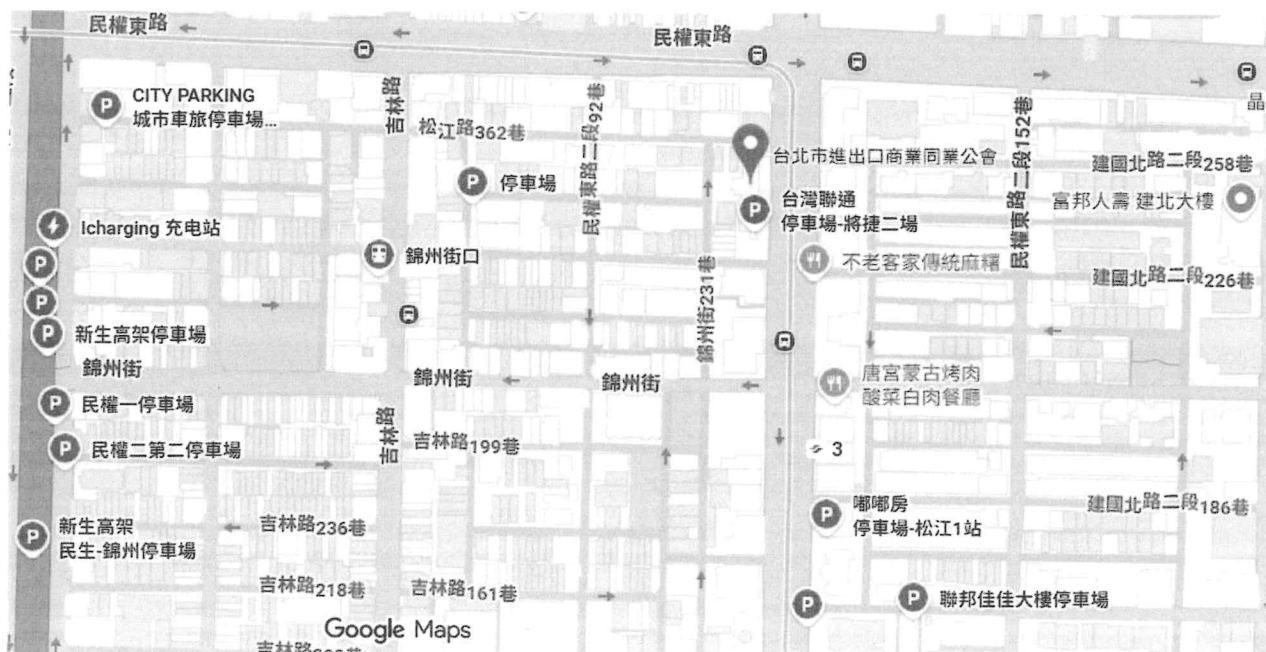 民權東路
民權東路
CITY PARKING
城市車旅停車場...
吉林路
松江路362巷
民權東路二段92巷
停車場
台北市進出口商業同業公會
台灣聯通
停車場-將捷二場
民權東路二段152巷
建國北路二段258巷
富邦人壽 建北大樓
晶
Icharging 充电站
錦州街口
不老客家傳統麻糬
建國北路二段226巷
錦州街231巷
新生高架停車場
錦州街
錦州街
錦州街
唐宮蒙古烤肉
酸菜白肉餐廳
民權一停車場
吉林路
民權二第二停車場
吉林路199巷
3
嘟嘟房
停車場-松江1站
建國北路二段186巷
新生高架
民生-錦州停車場
吉林路236巷
吉林路218巷
吉林路161巷
聯邦佳佳大樓停車場
Google Maps